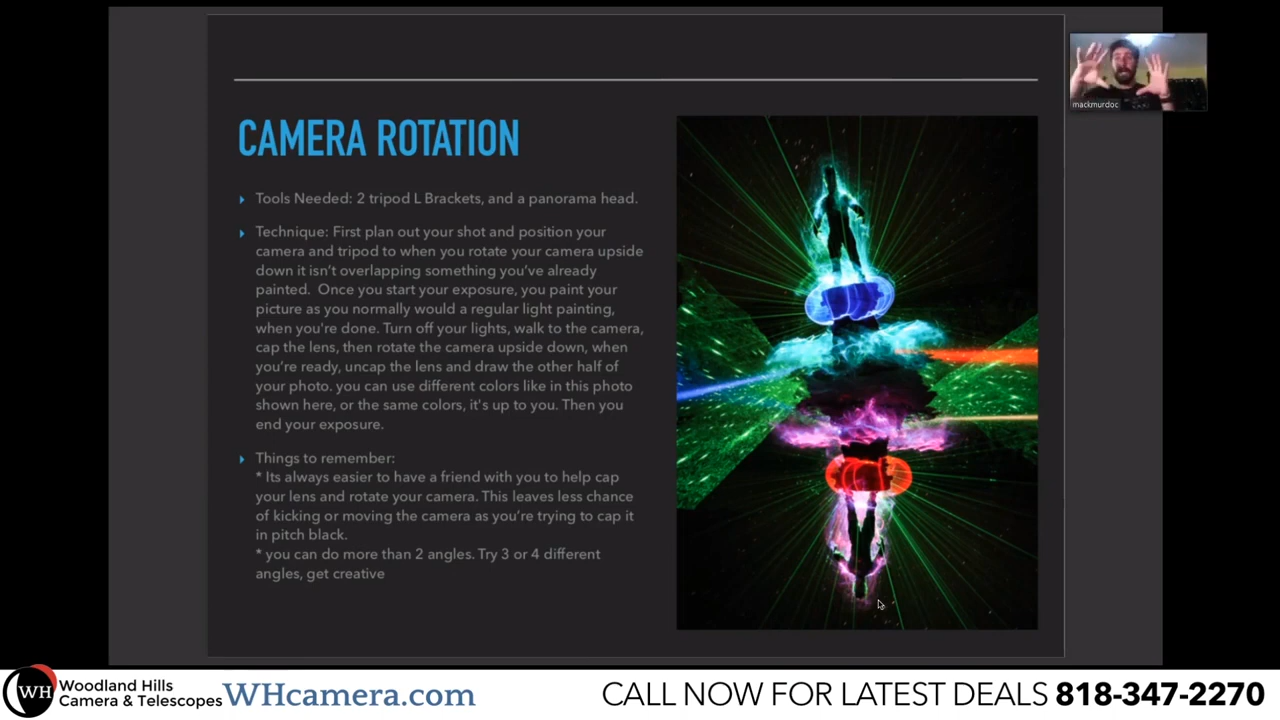 mackmurdoc
CAMERA ROTATION
Tools Needed: 2 tripod L Brackets, and a panorama head.
Technique: First plan out your shot and position your
camera and tripod to when you rotate your camera upside
down it isn't overlapping something you've already
painted. Once you start your exposure, you paint your
picture as you normally would a regular light painting,
when you're done. Turn off your lights, walk to the camera,
cap the lens, then rotate the camera upside down, when
you're ready, uncap the lens and draw the other half of
your photo. you can use different colors like in this photo
shown here, or the same colors, it's up to you. Then you
end your exposure.
Things to remember:
* Its always easier to have a friend with you to help cap
your lens and rotate your camera. This leaves less chance
of kicking or moving the camera as you're trying to cap it
in pitch black.
* you can do more than 2 angles. Try 3 or 4 different
angles, get creative
WH
Woodland Hills
Camera & Telescopes
WHcamera.com
CALL NOW FOR LATEST DEALS 818-347-2270